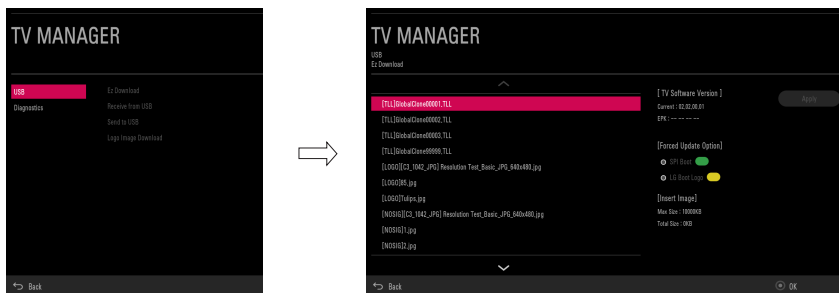 TV MANAGER
USB
Diagnostics
Ez Download
Receive from USB
Send to USB
Logo Image Download
Back
TV MANAGER
USB
Ez Download
[TLL]GlobalClone00001.TLL
[TLL]GlobalClone00002.TLL
[TLL]GlobalClone00003.TLL
[TLL]GlobalClone99999.TLL
[LOGO][C3_1042_JPG] Resolution Test_Basic_JPG_640x480.jpg
[LOGO]85.jpg
[LOGO]Tulips.jpg
[NOSIG][C3_1042_JPG] Resolution Test_Basic_JPG_640x480.jpg
[NOSIG]1.jpg
[NOSIG]2.jpg
Back
[ TV Software Version ]
Current : 02.02.00.01
EPK : -- -- -- --
[Forced Update Option]
SPI Boot
LG Boot Logo
[Insert Image]
Max Size : 10000KB
Total Size : 0KB
Apply
OK